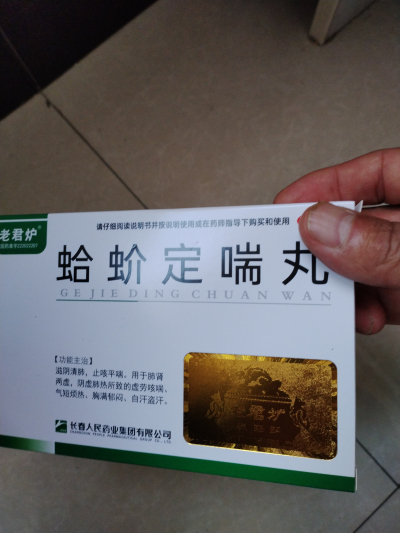 请仔细阅读说明书并按说明使用或在药师指导下购买和使用
老君炉®
蛤蚧定喘丸
GE JIE DING CHUAN WAN
【功能主治】
滋阴清肺，止咳平喘，用于肺肾
两虚，阴虚肺热所致的虚劳咳喘、
气短烦热、胸满郁闷、自汗盗汗。
老君炉
长春人民药业集团有限公司